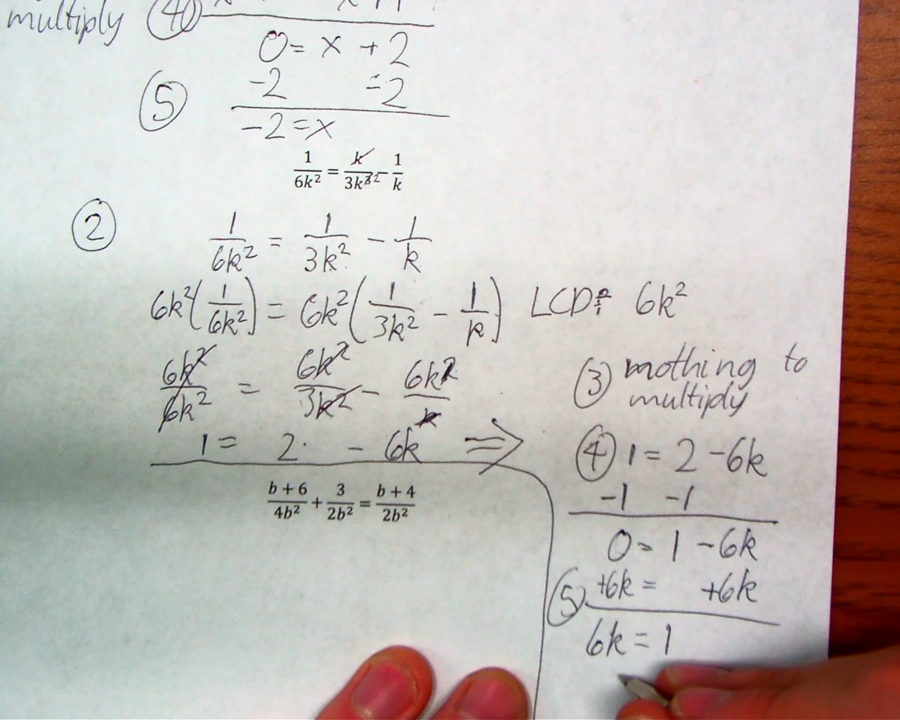 multiply ④
0 = x + 2
⑤ -2 -2
-2 = x
1/6k² = k/3k³² - 1/k
② 1/6k² = 1/3k² - 1/k
6k²(1/6k²) = 6k²(1/3k² - 1/k) LCD: 6k²
6k²/6k² = 6k²/3k² - 6k²/k
1 = 2 - 6k ⇒
③ nothing to
multiply
④ 1 = 2 - 6k
-1 -1
0 = 1 - 6k
⑤ +6k = +6k
6k = 1
b + 6/4b² + 3/2b² = b + 4/2b²